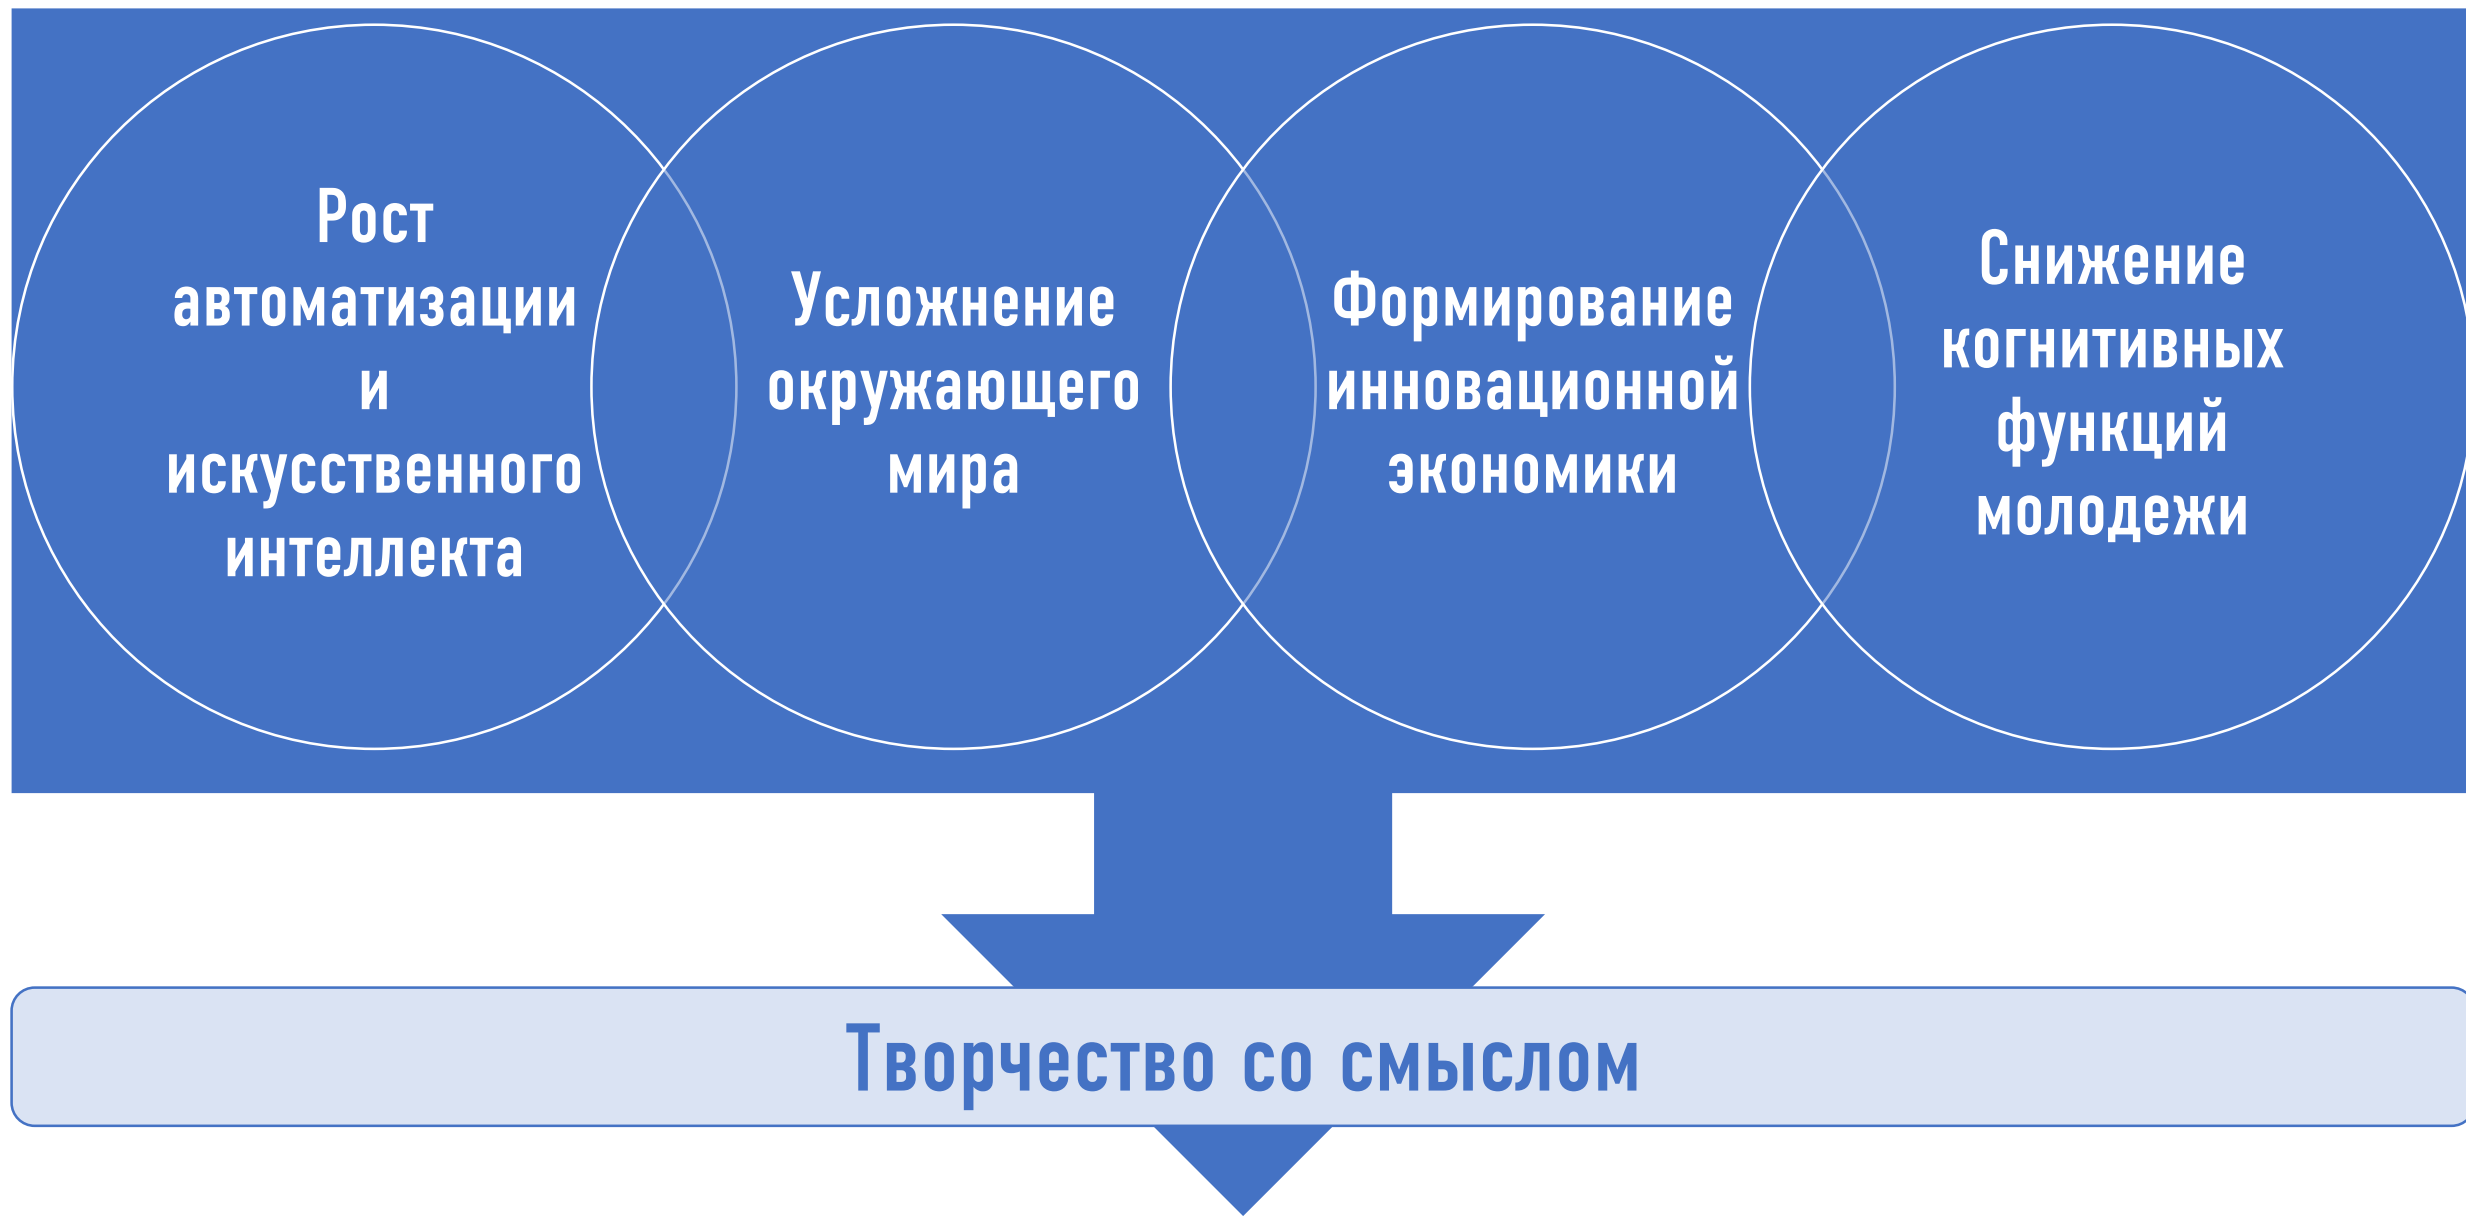 Рост
автоматизации
и
искусственного
интеллекта
Усложнение
окружающего
мира
Формирование
инновационной
экономики
Снижение
когнитивных
функций
молодежи
Творчество со смыслом